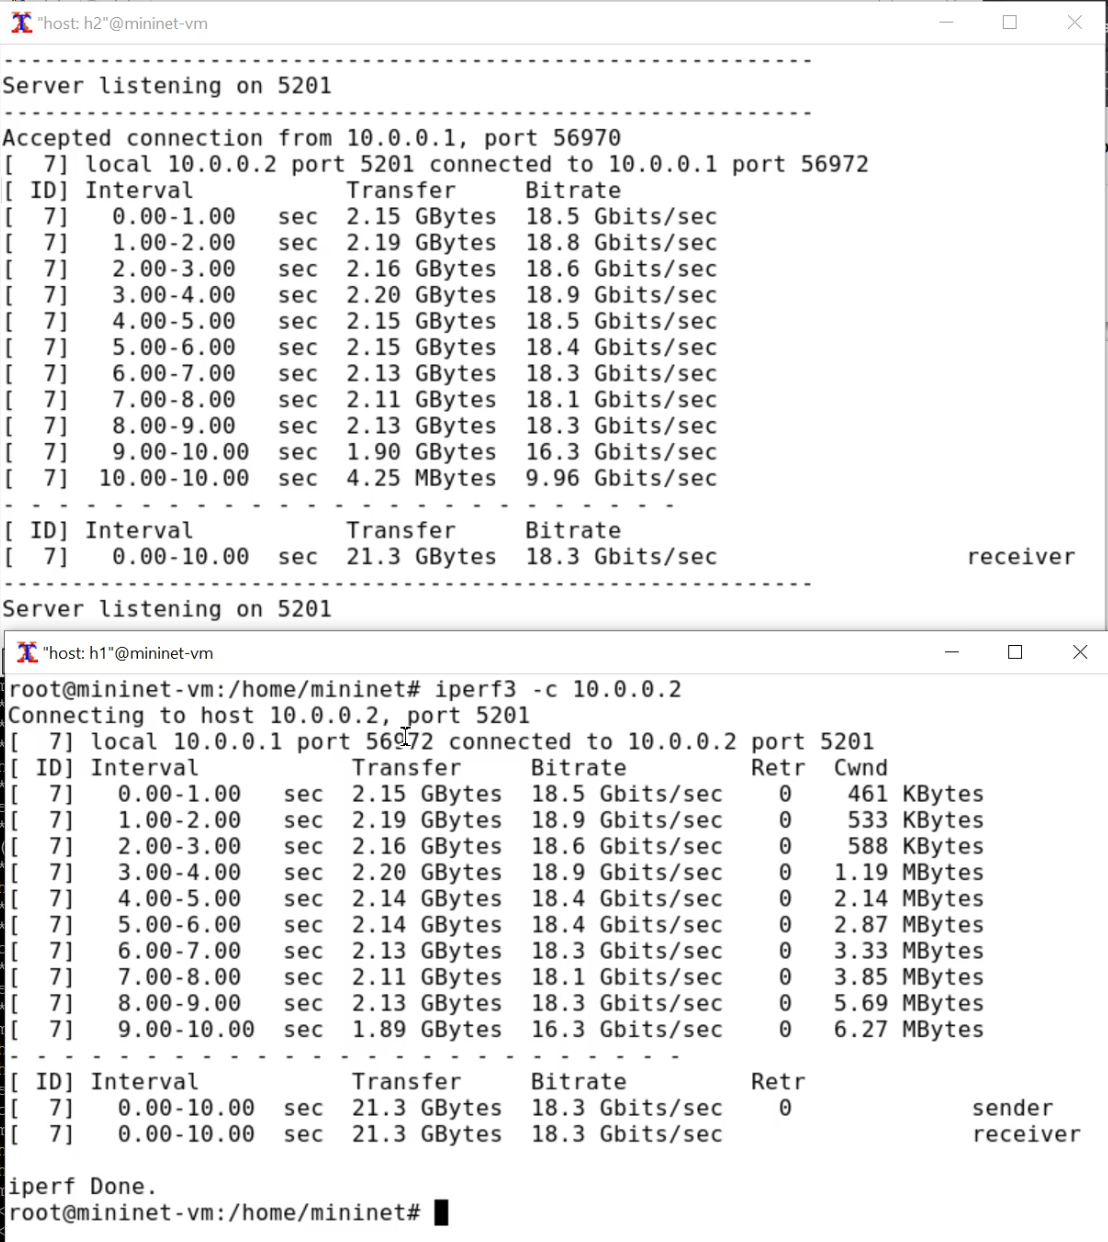 "host: h2"@mininet-vm
-----------------------------------------------------------
Server listening on 5201
-----------------------------------------------------------
Accepted connection from 10.0.0.1, port 56970
[  7] local 10.0.0.2 port 5201 connected to 10.0.0.1 port 56972
[ ID] Interval           Transfer     Bitrate
[  7]   0.00-1.00   sec  2.15 GBytes  18.5 Gbits/sec
[  7]   1.00-2.00   sec  2.19 GBytes  18.8 Gbits/sec
[  7]   2.00-3.00   sec  2.16 GBytes  18.6 Gbits/sec
[  7]   3.00-4.00   sec  2.20 GBytes  18.9 Gbits/sec
[  7]   4.00-5.00   sec  2.15 GBytes  18.5 Gbits/sec
[  7]   5.00-6.00   sec  2.15 GBytes  18.4 Gbits/sec
[  7]   6.00-7.00   sec  2.13 GBytes  18.3 Gbits/sec
[  7]   7.00-8.00   sec  2.11 GBytes  18.1 Gbits/sec
[  7]   8.00-9.00   sec  2.13 GBytes  18.3 Gbits/sec
[  7]   9.00-10.00  sec  1.90 GBytes  16.3 Gbits/sec
[  7]  10.00-10.00  sec  4.25 MBytes  9.96 Gbits/sec
- - - - - - - - - - - - - - - - - - - - - - - - -
[ ID] Interval           Transfer     Bitrate
[  7]   0.00-10.00  sec  21.3 GBytes  18.3 Gbits/sec                  receiver
-----------------------------------------------------------
Server listening on 5201
"host: h1"@mininet-vm
root@mininet-vm:/home/mininet# iperf3 -c 10.0.0.2
Connecting to host 10.0.0.2, port 5201
[  7] local 10.0.0.1 port 56972 connected to 10.0.0.2 port 5201
[ ID] Interval           Transfer     Bitrate         Retr  Cwnd
[  7]   0.00-1.00   sec  2.15 GBytes  18.5 Gbits/sec    0    461 KBytes
[  7]   1.00-2.00   sec  2.19 GBytes  18.9 Gbits/sec    0    533 KBytes
[  7]   2.00-3.00   sec  2.16 GBytes  18.6 Gbits/sec    0    588 KBytes
[  7]   3.00-4.00   sec  2.20 GBytes  18.9 Gbits/sec    0   1.19 MBytes
[  7]   4.00-5.00   sec  2.14 GBytes  18.4 Gbits/sec    0   2.14 MBytes
[  7]   5.00-6.00   sec  2.14 GBytes  18.4 Gbits/sec    0   2.87 MBytes
[  7]   6.00-7.00   sec  2.13 GBytes  18.3 Gbits/sec    0   3.33 MBytes
[  7]   7.00-8.00   sec  2.11 GBytes  18.1 Gbits/sec    0   3.85 MBytes
[  7]   8.00-9.00   sec  2.13 GBytes  18.3 Gbits/sec    0   5.69 MBytes
[  7]   9.00-10.00  sec  1.89 GBytes  16.3 Gbits/sec    0   6.27 MBytes
- - - - - - - - - - - - - - - - - - - - - - - - -
[ ID] Interval           Transfer     Bitrate         Retr
[  7]   0.00-10.00  sec  21.3 GBytes  18.3 Gbits/sec    0             sender
[  7]   0.00-10.00  sec  21.3 GBytes  18.3 Gbits/sec                  receiver
iperf Done.
root@mininet-vm:/home/mininet#